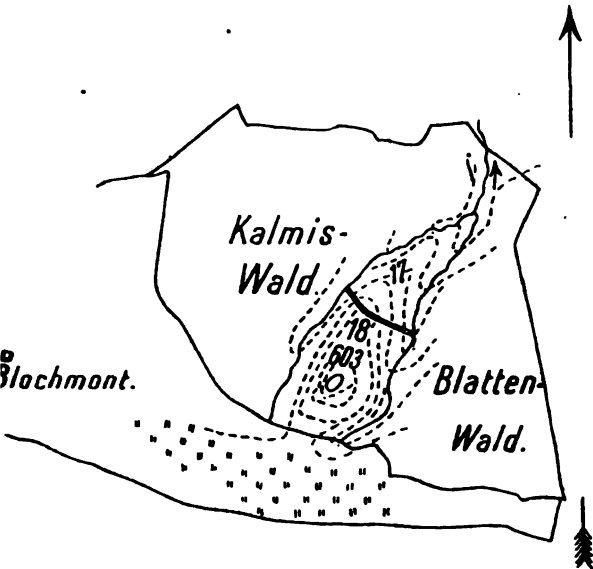 Kalmis-
Wald.
17
18
603
Blochmont.
Blatten-
Wald.